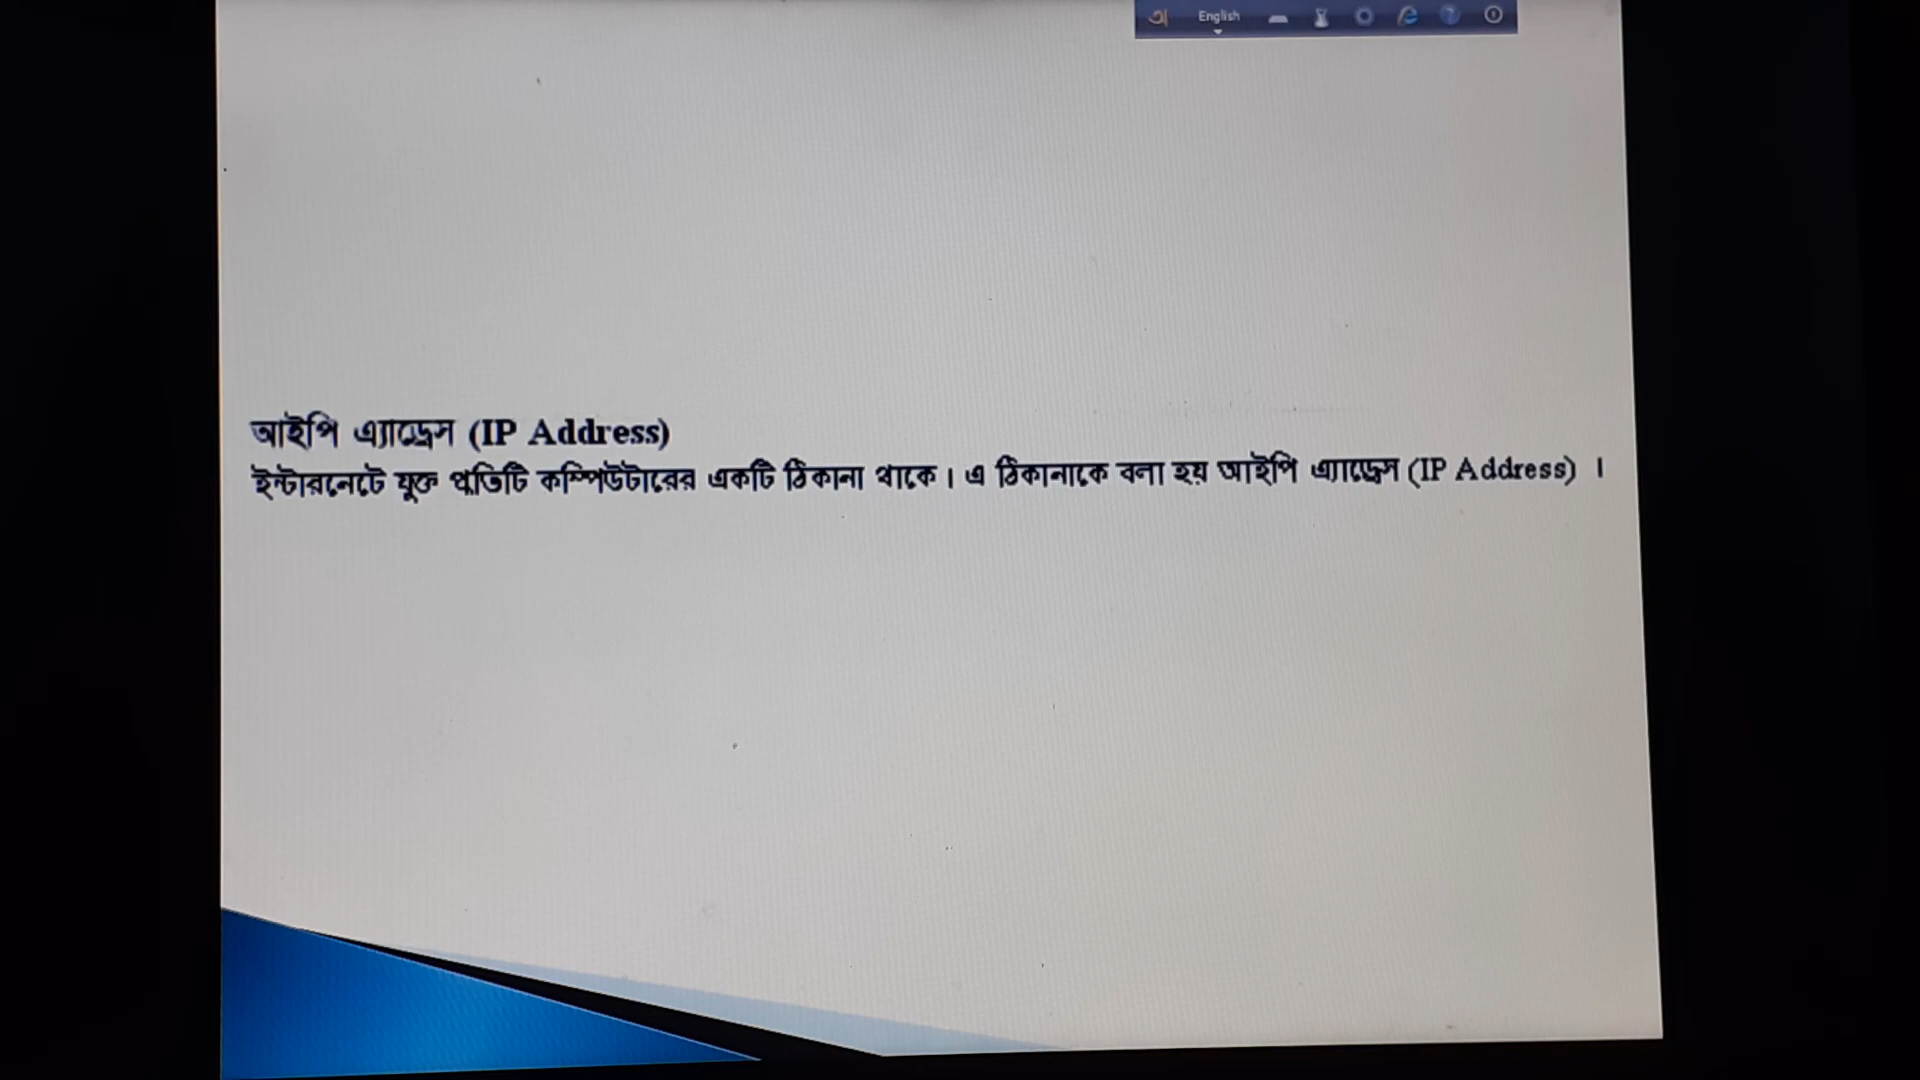 অ English
আইপি এ্যাড্রেস (IP Address)
ইন্টারনেটে যুক্ত প্রতিটি কম্পিউটারের একটি ঠিকানা থাকে। এ ঠিকানাকে বলা হয় আইপি এ্যাড্রেস (IP Address) ।